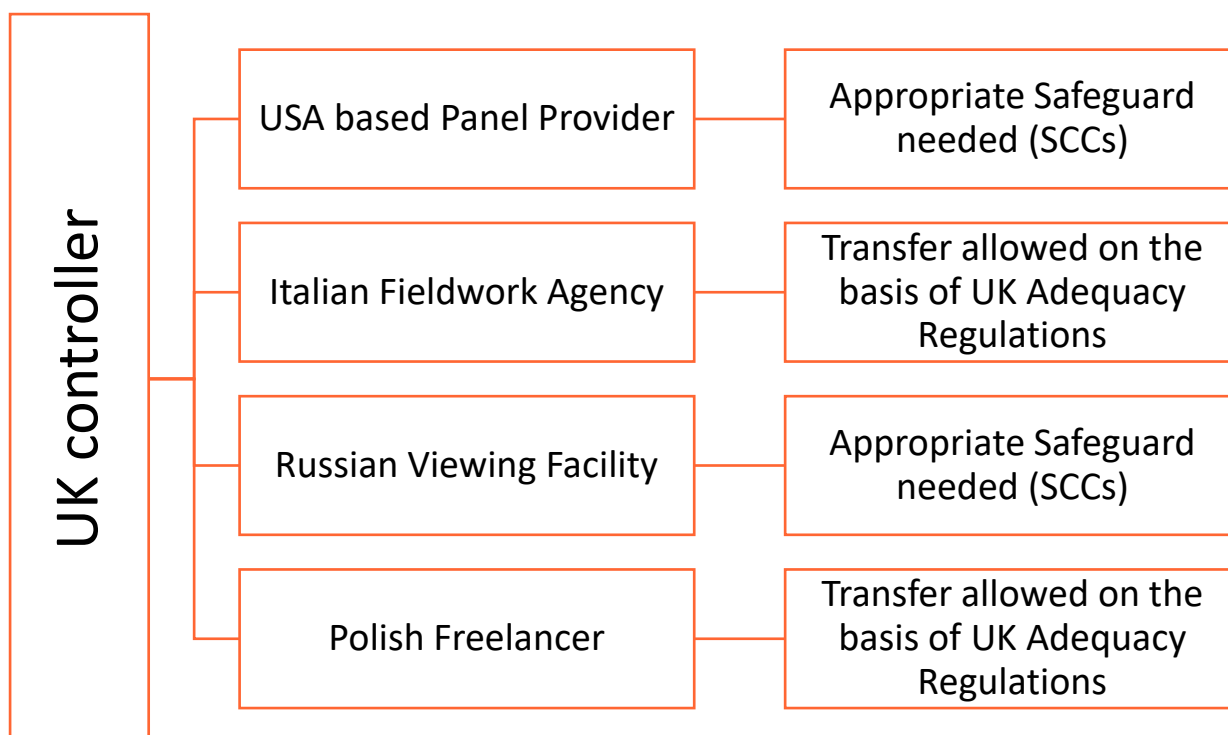 UK controller
USA based Panel Provider
Appropriate Safeguard
needed (SCCs)
Italian Fieldwork Agency
Transfer allowed on the
basis of UK Adequacy
Regulations
Russian Viewing Facility
Appropriate Safeguard
needed (SCCs)
Polish Freelancer
Transfer allowed on the
basis of UK Adequacy
Regulations